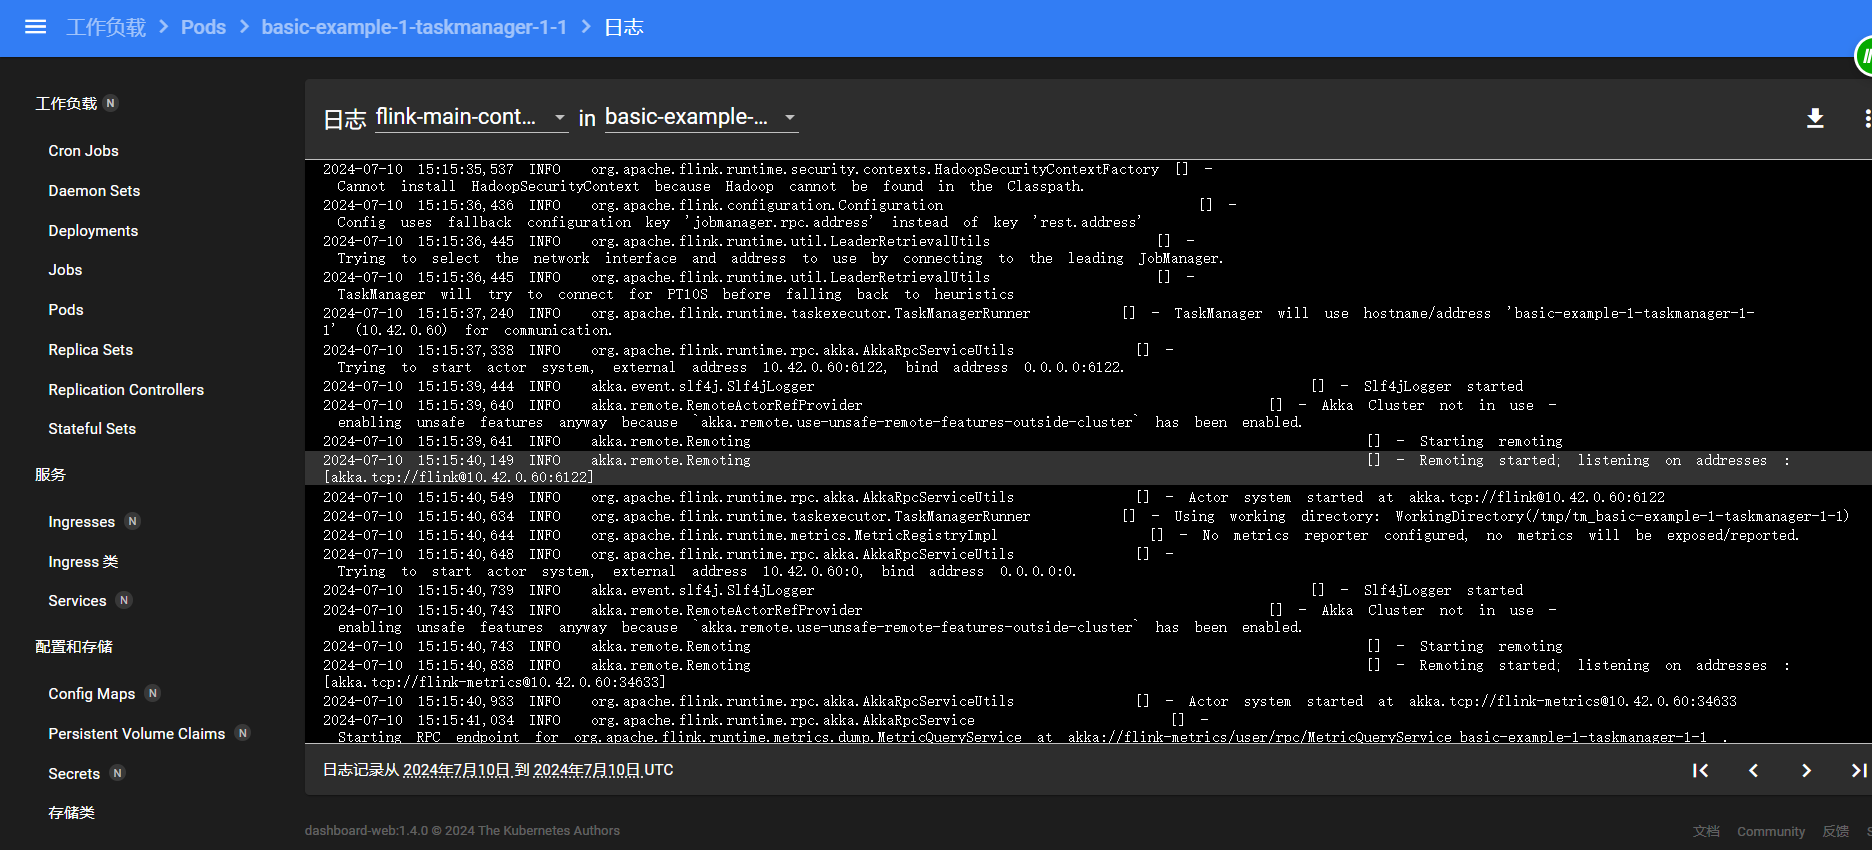 工作负载 > Pods > basic-example-1-taskmanager-1-1 > 日志
工作负载 N
Cron Jobs
Daemon Sets
Deployments
Jobs
Pods
Replica Sets
Replication Controllers
Stateful Sets
服务
Ingresses N
Ingress 类
Services N
配置和存储
Config Maps N
Persistent Volume Claims N
Secrets N
存储类
日志 flink-main-cont... in basic-example-...
2024-07-10 15:15:35,537 INFO org.apache.flink.runtime.security.contexts.HadoopSecurityContextFactory [] -
Cannot install HadoopSecurityContext because Hadoop cannot be found in the Classpath.
2024-07-10 15:15:36,436 INFO org.apache.flink.configuration.Configuration [] -
Config uses fallback configuration key 'jobmanager.rpc.address' instead of key 'rest.address'
2024-07-10 15:15:36,445 INFO org.apache.flink.runtime.util.LeaderRetrievalUtils [] -
Trying to select the network interface and address to use by connecting to the leading JobManager.
2024-07-10 15:15:36,445 INFO org.apache.flink.runtime.util.LeaderRetrievalUtils [] -
TaskManager will try to connect for PT10S before falling back to heuristics
2024-07-10 15:15:37,240 INFO org.apache.flink.runtime.taskexecutor.TaskManagerRunner [] - TaskManager will use hostname/address 'basic-example-1-taskmanager-1-
1' (10.42.0.60) for communication.
2024-07-10 15:15:37,338 INFO org.apache.flink.runtime.rpc.akka.AkkaRpcServiceUtils [] -
Trying to start actor system, external address 10.42.0.60:6122, bind address 0.0.0.0:6122.
2024-07-10 15:15:39,444 INFO akka.event.slf4j.Slf4jLogger [] - Slf4jLogger started
2024-07-10 15:15:39,640 INFO akka.remote.RemoteActorRefProvider [] - Akka Cluster not in use -
enabling unsafe features anyway because `akka.remote.use-unsafe-remote-features-outside-cluster` has been enabled.
2024-07-10 15:15:39,641 INFO akka.remote.Remoting [] - Starting remoting
2024-07-10 15:15:40,149 INFO akka.remote.Remoting [] - Remoting started; listening on addresses :
[akka.tcp://flink@10.42.0.60:6122]
2024-07-10 15:15:40,549 INFO org.apache.flink.runtime.rpc.akka.AkkaRpcServiceUtils [] - Actor system started at akka.tcp://flink@10.42.0.60:6122
2024-07-10 15:15:40,634 INFO org.apache.flink.runtime.taskexecutor.TaskManagerRunner [] - Using working directory: WorkingDirectory(/tmp/tm_basic-example-1-taskmanager-1-1)
2024-07-10 15:15:40,644 INFO org.apache.flink.runtime.metrics.MetricRegistryImpl [] - No metrics reporter configured, no metrics will be exposed/reported.
2024-07-10 15:15:40,648 INFO org.apache.flink.runtime.rpc.akka.AkkaRpcServiceUtils [] -
Trying to start actor system, external address 10.42.0.60:0, bind address 0.0.0.0:0.
2024-07-10 15:15:40,739 INFO akka.event.slf4j.Slf4jLogger [] - Slf4jLogger started
2024-07-10 15:15:40,743 INFO akka.remote.RemoteActorRefProvider [] - Akka Cluster not in use -
enabling unsafe features anyway because `akka.remote.use-unsafe-remote-features-outside-cluster` has been enabled.
2024-07-10 15:15:40,743 INFO akka.remote.Remoting [] - Starting remoting
2024-07-10 15:15:40,838 INFO akka.remote.Remoting [] - Remoting started; listening on addresses :
[akka.tcp://flink-metrics@10.42.0.60:34633]
2024-07-10 15:15:40,933 INFO org.apache.flink.runtime.rpc.akka.AkkaRpcServiceUtils [] - Actor system started at akka.tcp://flink-metrics@10.42.0.60:34633
2024-07-10 15:15:41,034 INFO org.apache.flink.runtime.rpc.akka.AkkaRpcService [] -
Starting RPC endpoint for org.apache.flink.runtime.metrics.dump.MetricQueryService at akka://flink-metrics/user/rpc/MetricQueryService_basic-example-1-taskmanager-1-1 .
日志记录从 2024年7月10日 到 2024年7月10日 UTC
dashboard-web:1.4.0 © 2024 The Kubernetes Authors
文档 Community 反馈